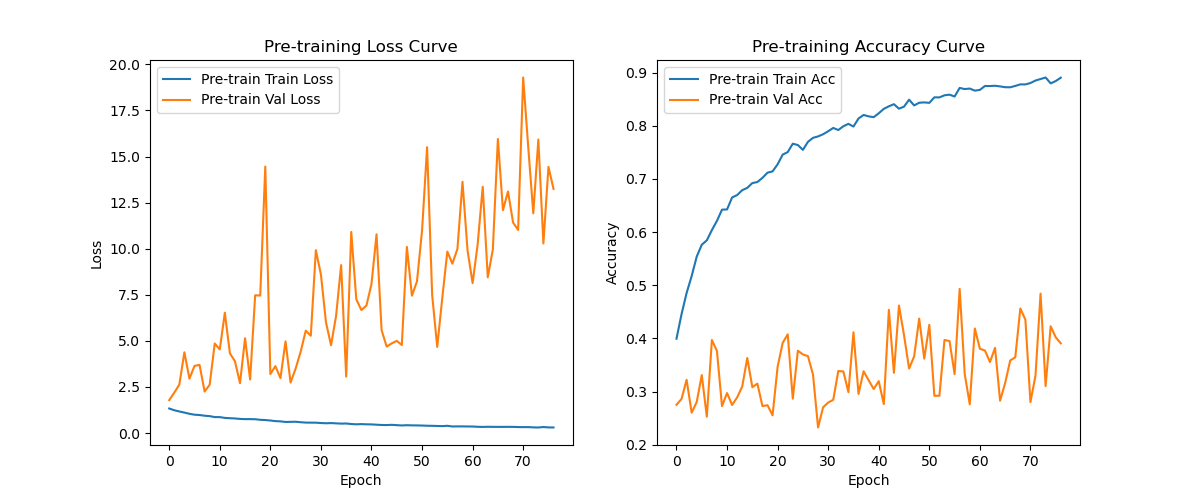 Pre-training Loss Curve
Pre-train Train Loss
Pre-train Val Loss
20.0
17.5
15.0
12.5
10.0
7.5
5.0
2.5
0.0
Loss
0 10 20 30 40 50 60 70
Epoch
Pre-training Accuracy Curve
Pre-train Train Acc
Pre-train Val Acc
0.9
0.8
0.7
0.6
0.5
0.4
0.3
0.2
Accuracy
0 10 20 30 40 50 60 70
Epoch